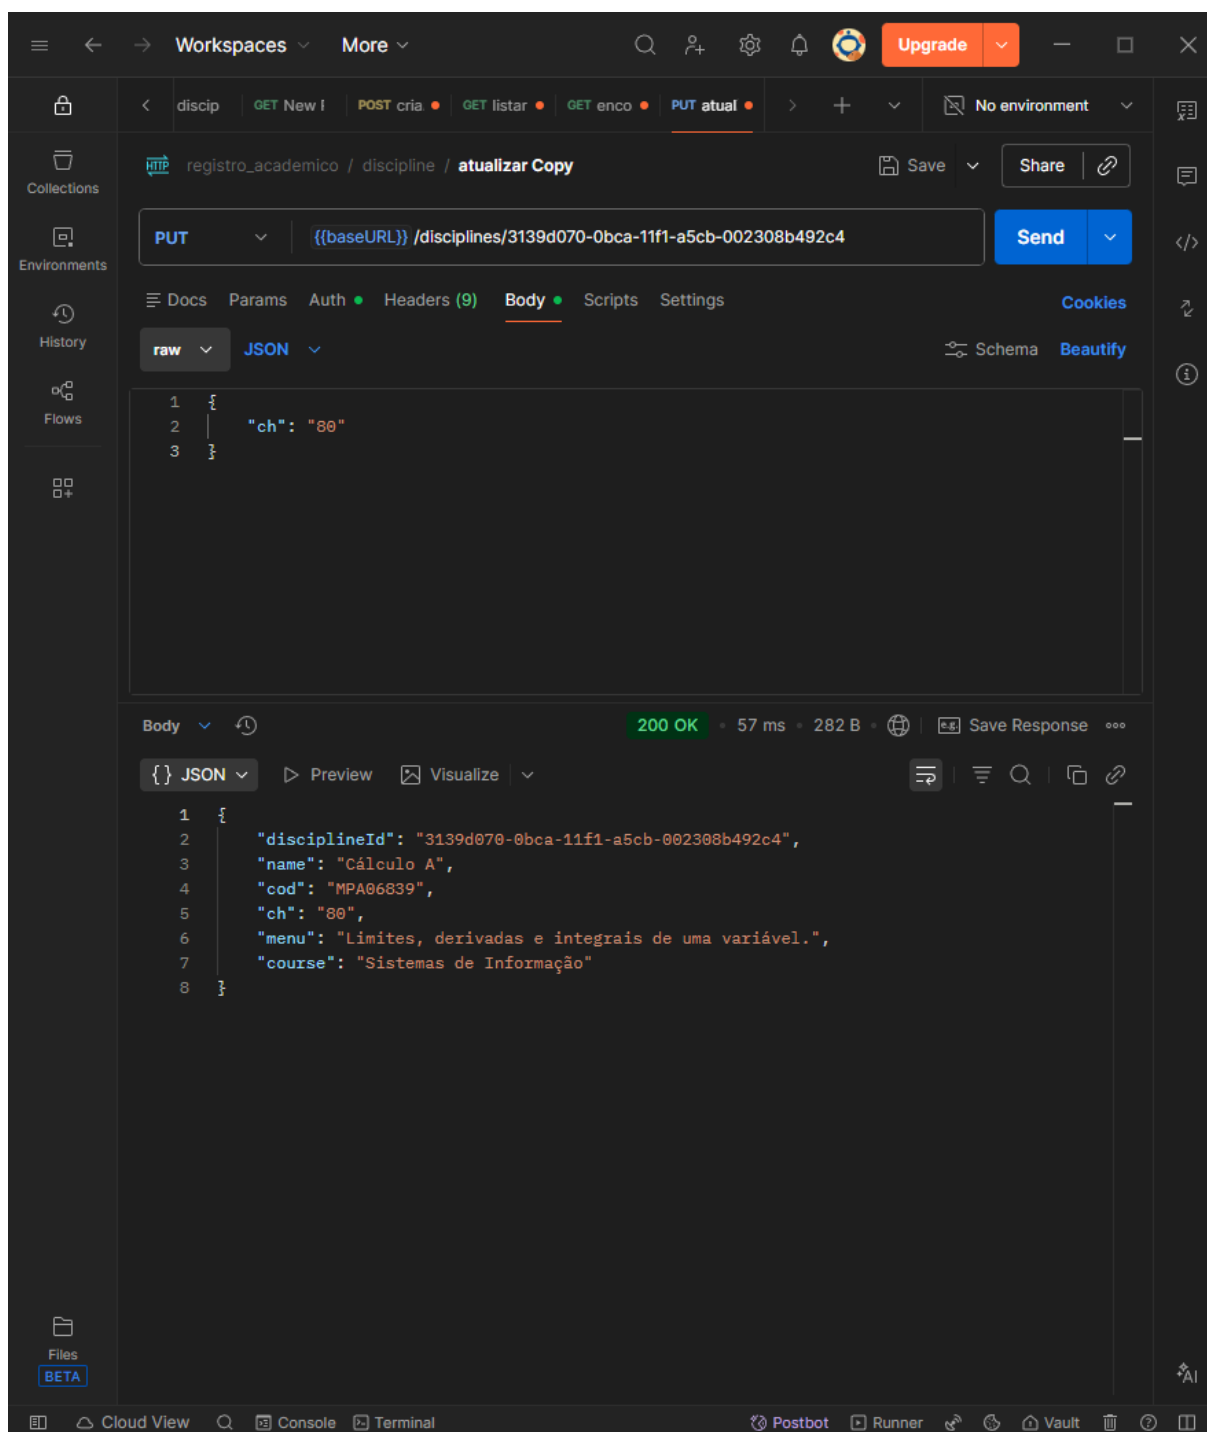 Workspaces More Upgrade
discip GET New POST cria GET listar GET enco PUT atual No environment
HTTP registro_academico / discipline / atualizar Copy Save Share
Collections
PUT {{baseURL}} /disciplines/3139d070-0bca-11f1-a5cb-002308b492c4 Send
Environments
Docs Params Auth Headers (9) Body Scripts Settings Cookies
History
raw JSON Schema Beautify
Flows
1 {
2 "ch": "80"
3 }
Body 200 OK • 57 ms • 282 B e.g. Save Response
{} JSON Preview Visualize
1 {
2 "disciplineId": "3139d070-0bca-11f1-a5cb-002308b492c4",
3 "name": "Cálculo A",
4 "cod": "MPA06839",
5 "ch": "80",
6 "menu": "Limites, derivadas e integrais de uma variável.",
7 "course": "Sistemas de Informação"
8 }
Files
BETA
AI
Cloud View Console Terminal Postbot Runner Vault